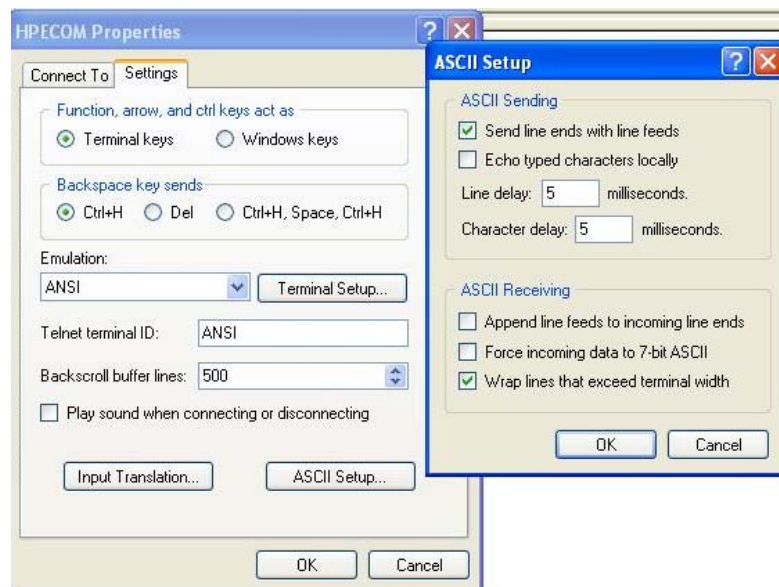 HPECOM Properties
Connect To Settings
Function, arrow, and ctrl keys act as
Terminal keys Windows keys
Backspace key sends
Ctrl+H Del Ctrl+H, Space, Ctrl+H
Emulation:
ANSI Terminal Setup...
Telnet terminal ID: ANSI
Backscroll buffer lines: 500
Play sound when connecting or disconnecting
Input Translation... ASCII Setup...
OK Cancel
ASCII Setup
ASCII Sending
Send line ends with line feeds
Echo typed characters locally
Line delay: 5 milliseconds.
Character delay: 5 milliseconds.
ASCII Receiving
Append line feeds to incoming line ends
Force incoming data to 7-bit ASCII
Wrap lines that exceed terminal width
OK Cancel